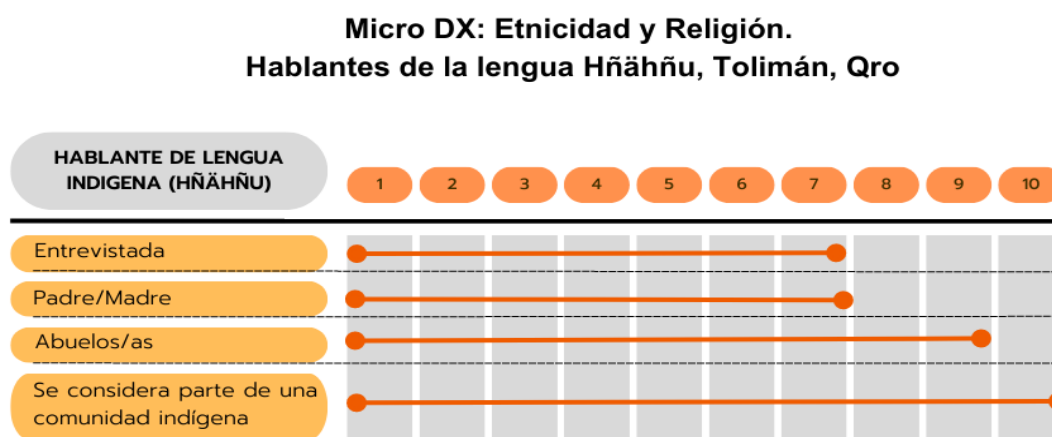 Micro DX: Etnicidad y Religión.
Hablantes de la lengua Hñähñu, Tolimán, Qro
HABLANTE DE LENGUA
INDIGENA (HÑÄHÑU)
1 2 3 4 5 6 7 8 9 10
Entrevistada
Padre/Madre
Abuelos/as
Se considera parte de una
comunidad indígena